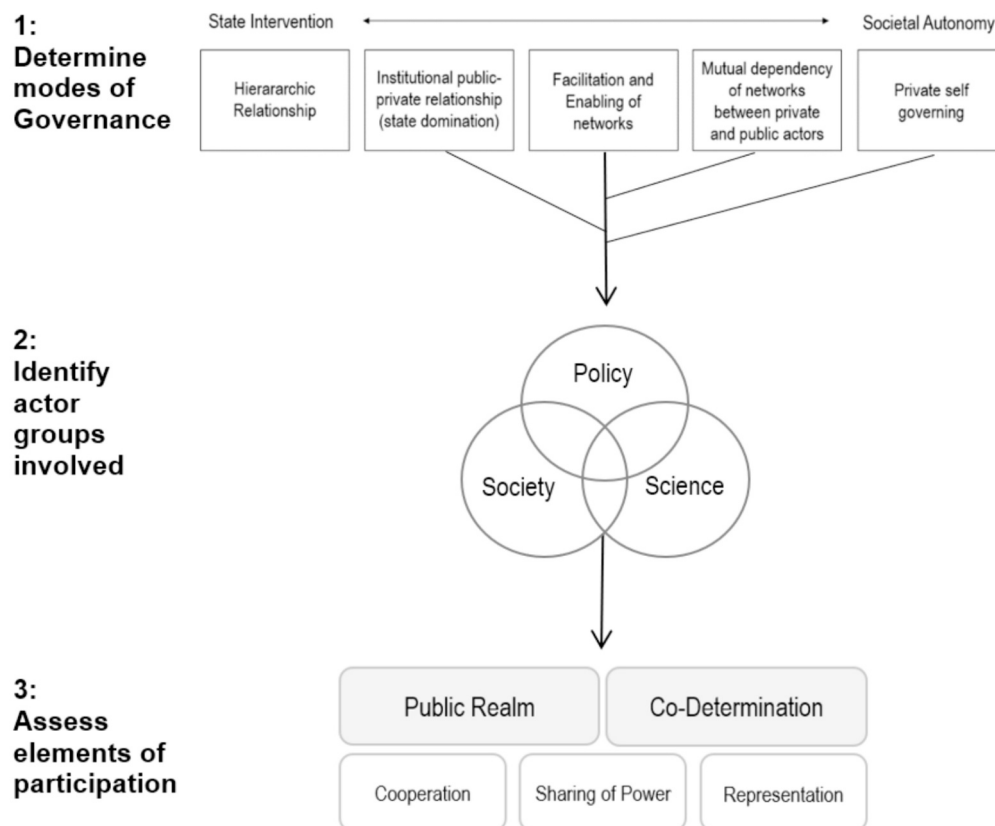 1:
Determine
modes of
Governance
State Intervention
Societal Autonomy
Hierararchic
Relationship
Institutional public-
private relationship
(state domination)
Facilitation and
Enabling of
networks
Mutual dependency
of networks
between private
and public actors
Private self
governing
2:
Identify
actor
groups
involved
Policy
Society
Science
3:
Assess
elements of
participation
Public Realm
Co-Determination
Cooperation
Sharing of Power
Representation